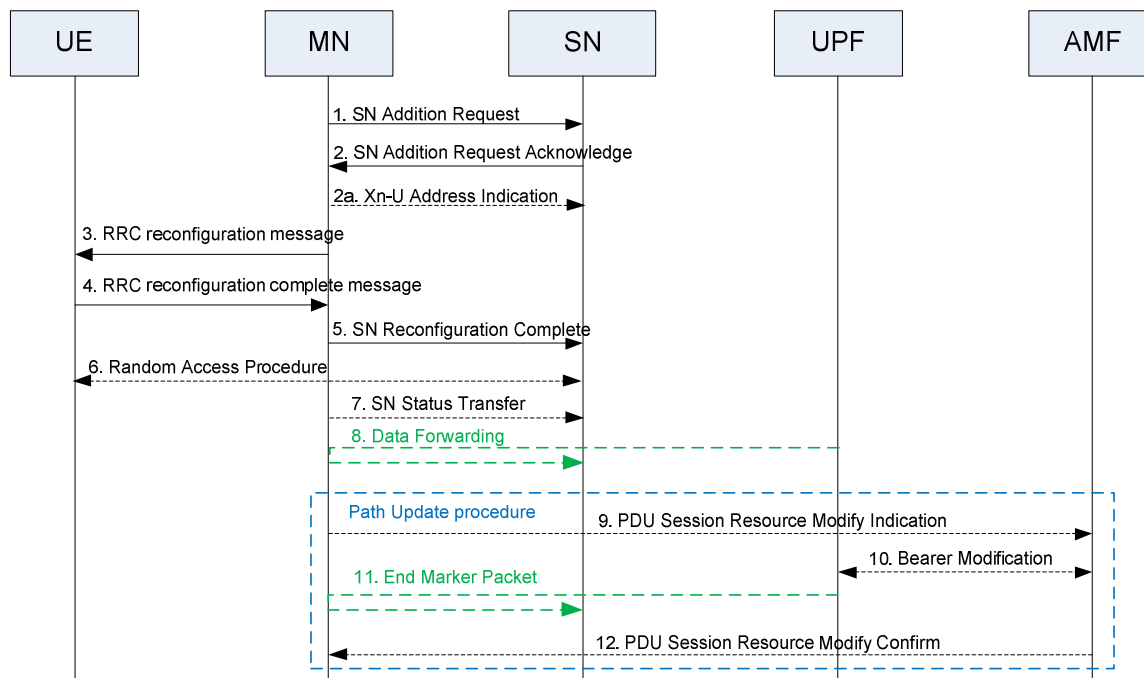 UE
MN
SN
UPF
AMF
1. SN Addition Request
2. SN Addition Request Acknowledge
2a. Xn-U Address Indication
3. RRC reconfiguration message
4. RRC reconfiguration complete message
5. SN Reconfiguration Complete
6. Random Access Procedure
7. SN Status Transfer
8. Data Forwarding
Path Update procedure
9. PDU Session Resource Modify Indication
10. Bearer Modification
11. End Marker Packet
12. PDU Session Resource Modify Confirm